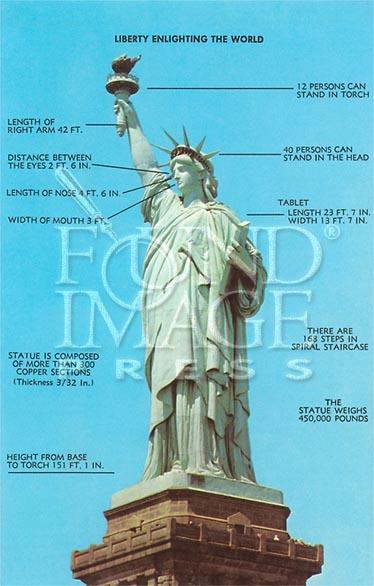 LIBERTY ENLIGHTING THE WORLD
12 PERSONS CAN
STAND IN TORCH
LENGTH OF
RIGHT ARM 42 FT.
40 PERSONS CAN
STAND IN THE HEAD
DISTANCE BETWEEN
THE EYES 2 FT. 6 IN.
LENGTH OF NOSE 4 FT. 6 IN.
WIDTH OF MOUTH 3 FT.
TABLET
LENGTH 23 FT. 7 IN.
WIDTH 13 FT. 7 IN.
FOUND
IMAGE
PRESS
®
THERE ARE
168 STEPS IN
SPIRAL STAIRCASE
STATUE IS COMPOSED
OF MORE THAN 300
COPPER SECTIONS
(Thickness 3/32 In.)
THE
STATUE WEIGHS
450,000 POUNDS
HEIGHT FROM BASE
TO TORCH 151 FT. 1 IN.